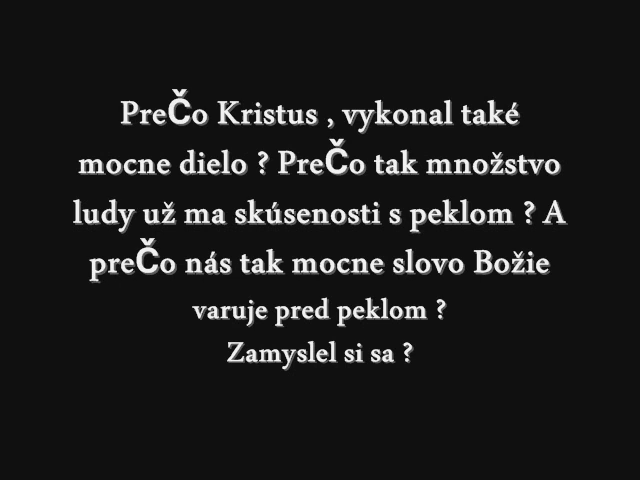 PreČo Kristus , vykonal také
mocne dielo ? PreČo tak množstvo
ludy už ma skúsenosti s peklom ? A
preČo nás tak mocne slovo Božie
varuje pred peklom ?
Zamyslel si sa ?